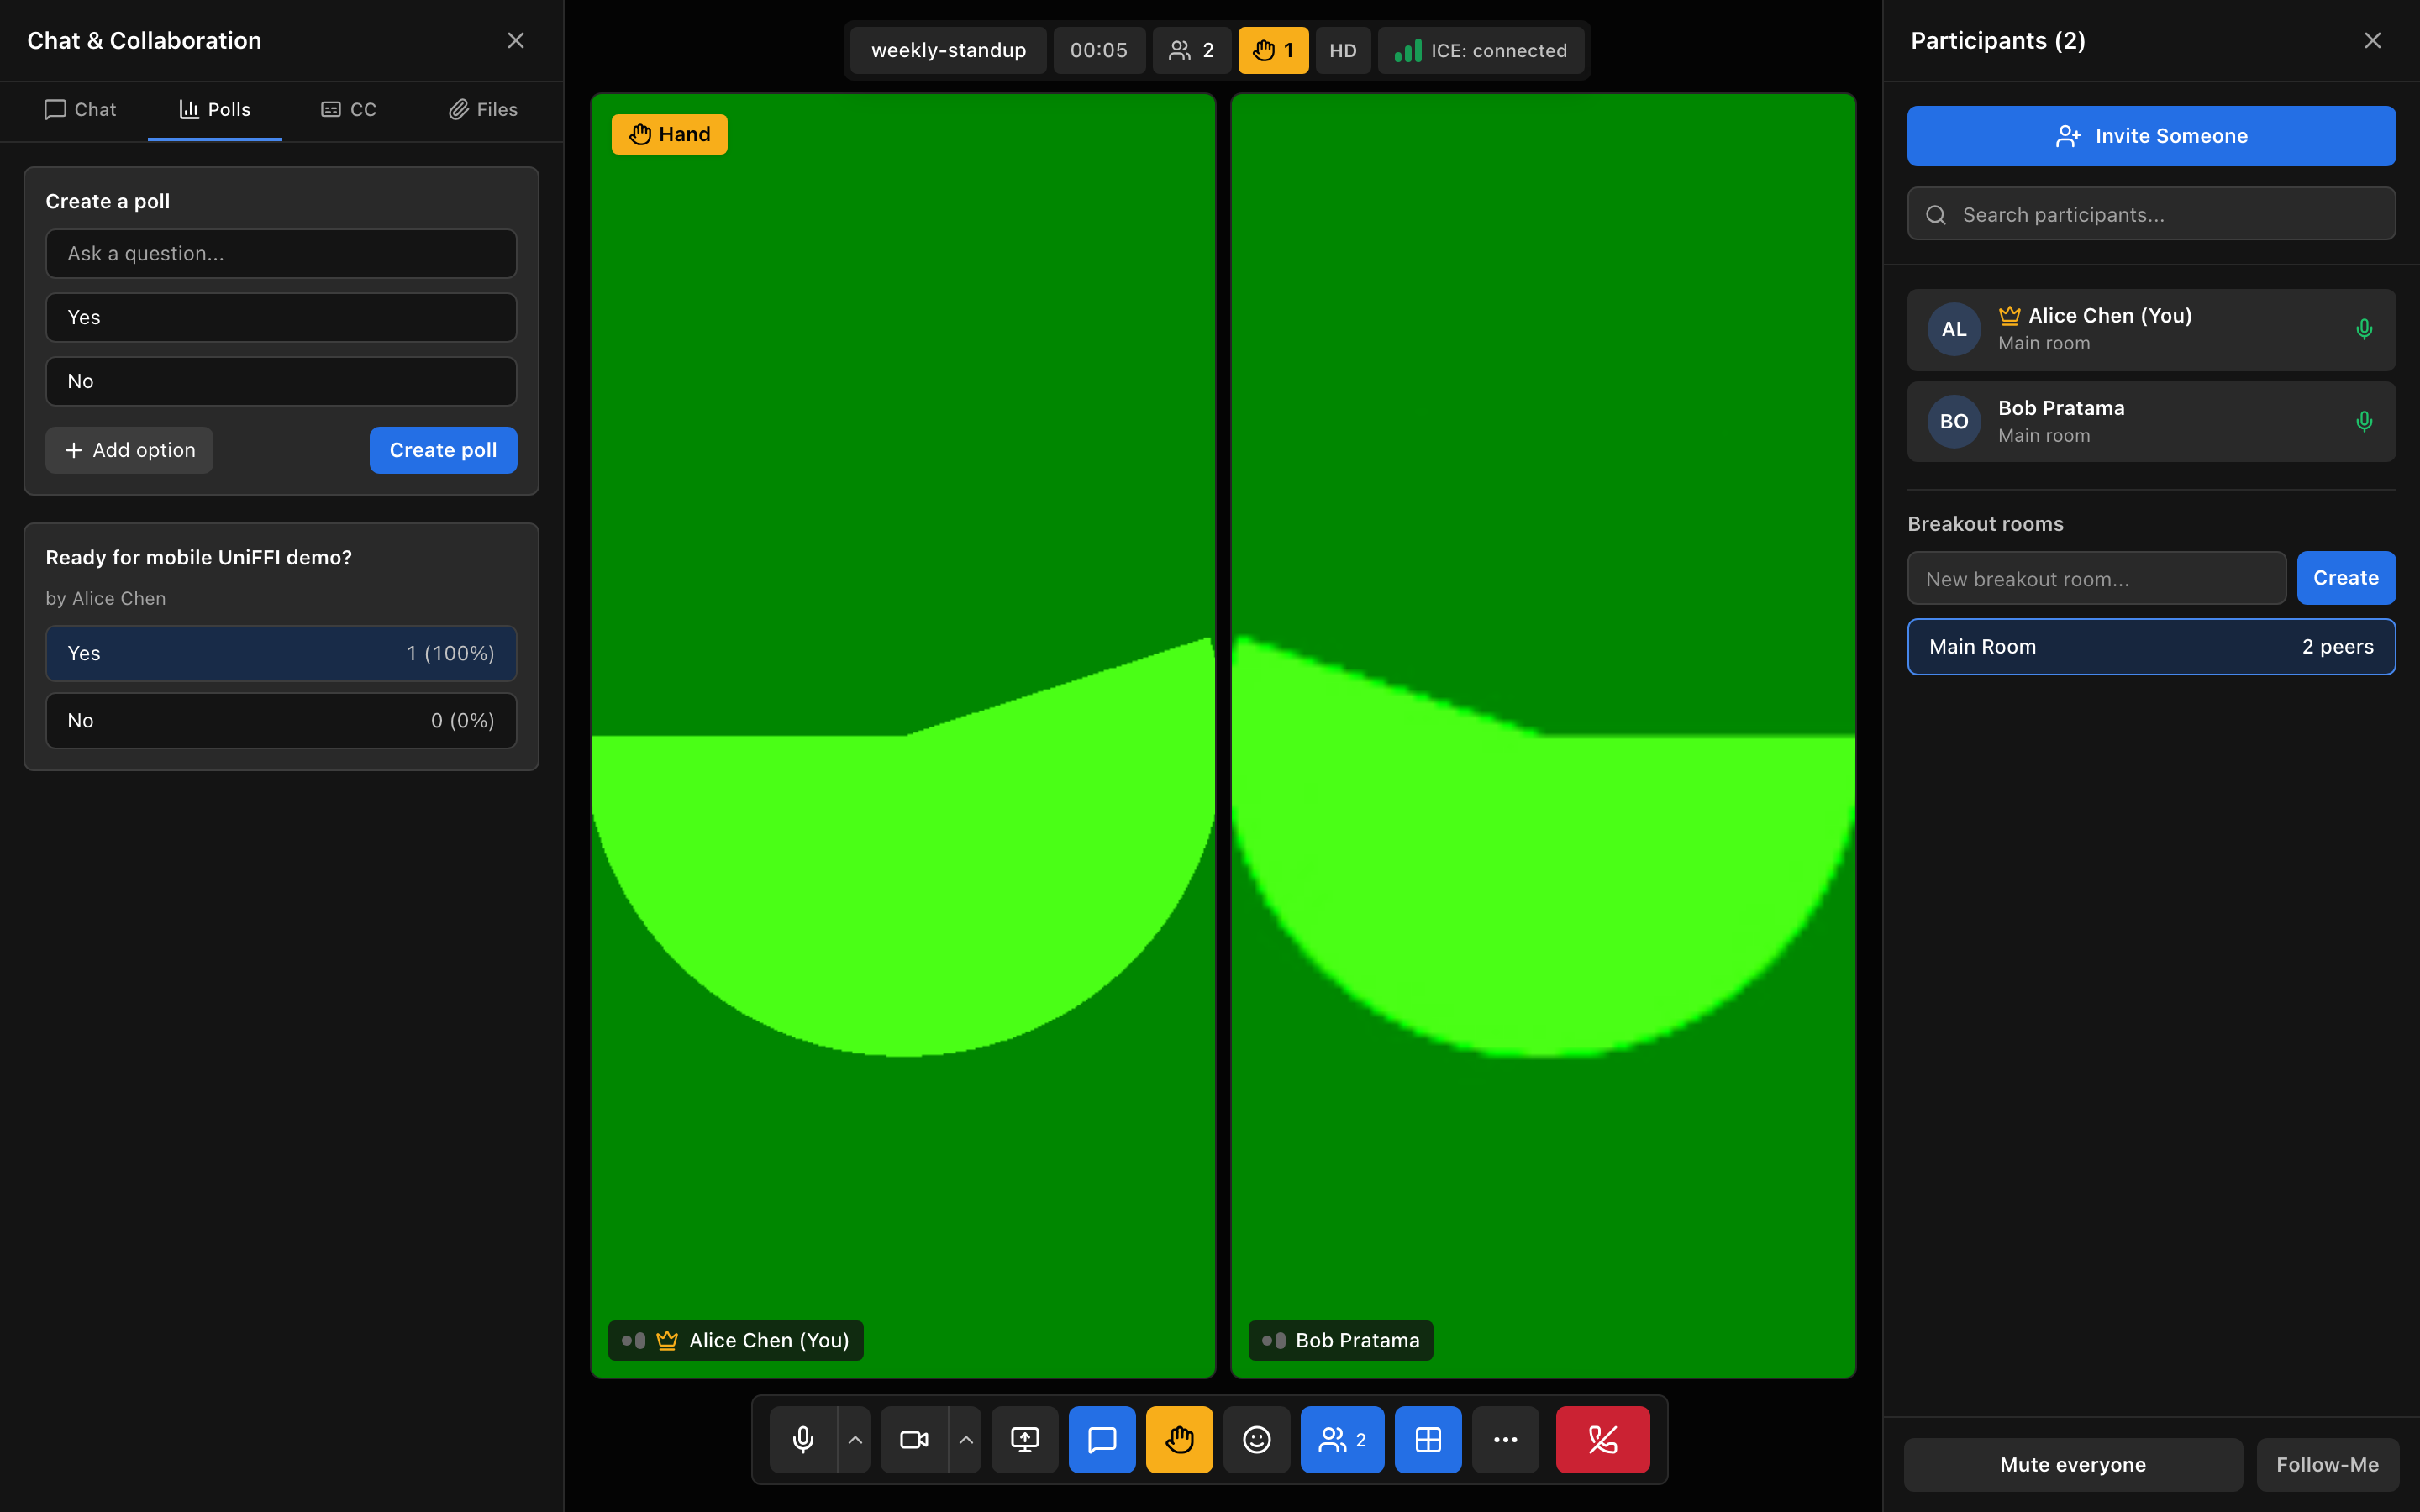 Chat & Collaboration
Chat
Polls
CC
Files
Create a poll
Ask a question...
Yes
No
Add option
Create poll
Ready for mobile UniFFI demo?
by Alice Chen
Yes 1 (100%)
No 0 (0%)
weekly-standup
00:05
2
1
HD
ICE: connected
Hand
Alice Chen (You)
Bob Pratama
2
Participants (2)
Invite Someone
Search participants...
AL
Alice Chen (You)
Main room
BO
Bob Pratama
Main room
Breakout rooms
New breakout room...
Create
Main Room 2 peers
Mute everyone
Follow-Me